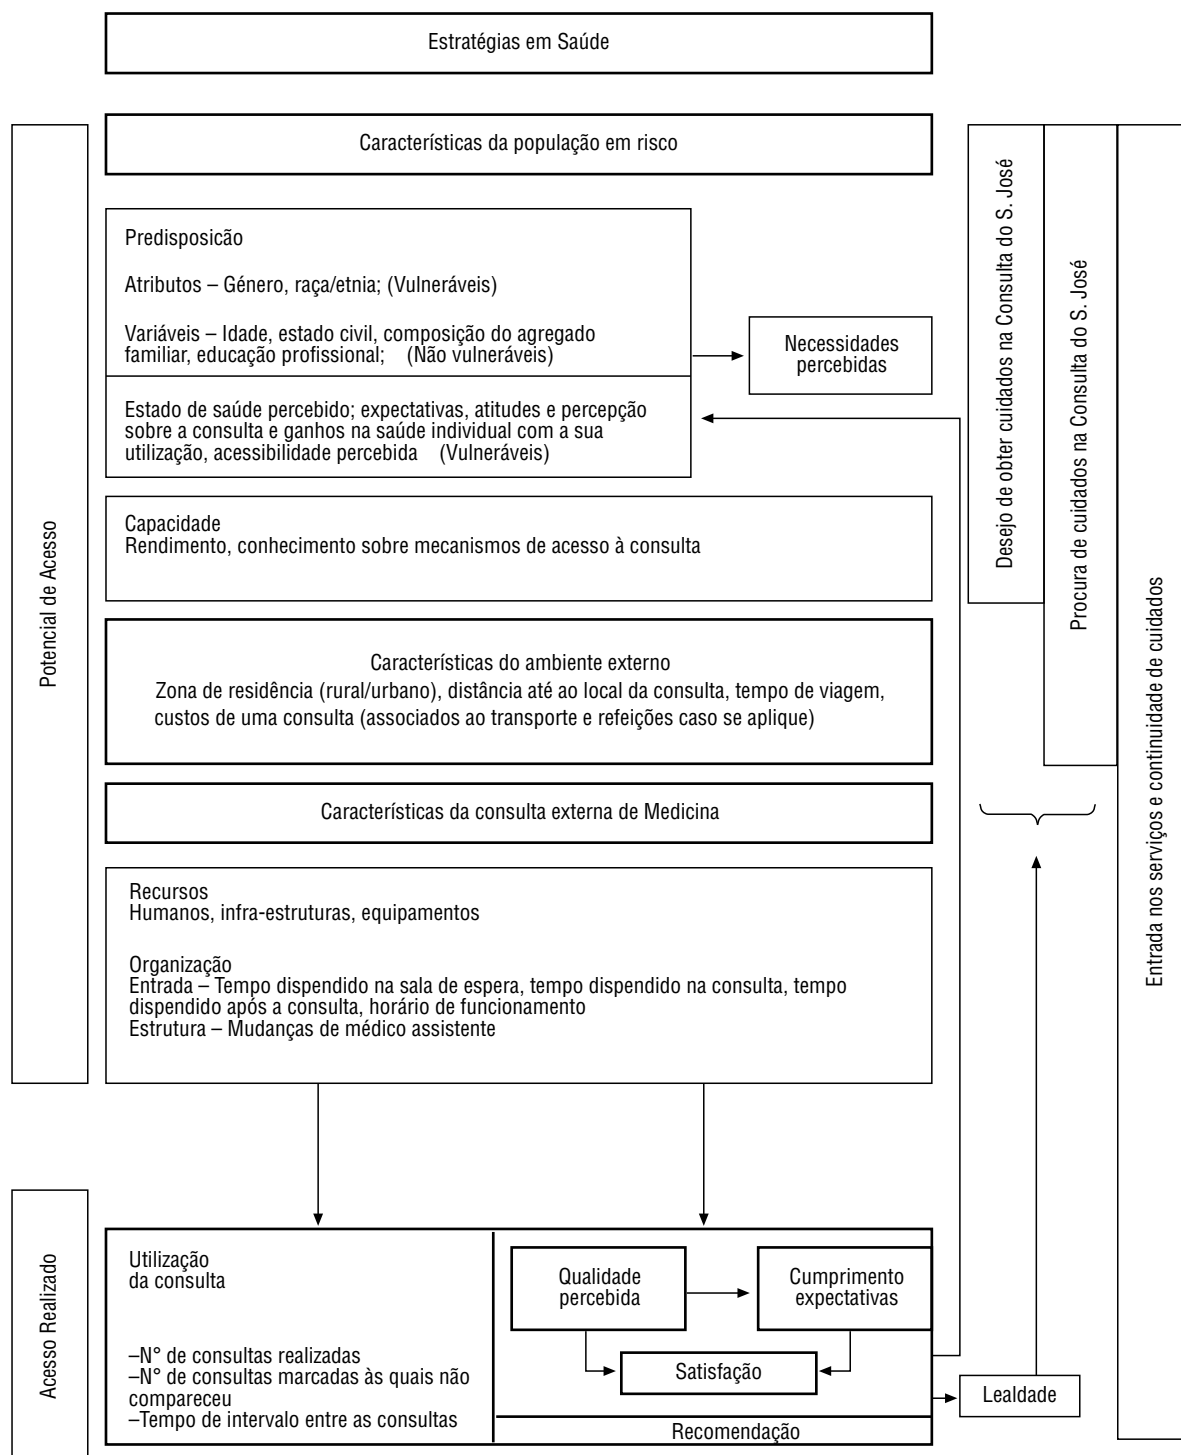 Estratégias em Saúde
Características da população em risco
Predisposicão
Atributos – Género, raça/etnia; (Vulneráveis)
Variáveis – Idade, estado civil, composição do agregado
familiar, educação profissional; (Não vulneráveis)
Necessidades
percebidas
Estado de saúde percebido; expectativas, atitudes e percepção
sobre a consulta e ganhos na saúde individual com a sua
utilização, acessibilidade percebida (Vulneráveis)
Capacidade
Rendimento, conhecimento sobre mecanismos de acesso à consulta
Características do ambiente externo
Zona de residência (rural/urbano), distância até ao local da consulta, tempo de viagem,
custos de uma consulta (associados ao transporte e refeições caso se aplique)
Características da consulta externa de Medicina
Recursos
Humanos, infra-estruturas, equipamentos
Organização
Entrada – Tempo dispendido na sala de espera, tempo dispendido na consulta, tempo
dispendido após a consulta, horário de funcionamento
Estrutura – Mudanças de médico assistente
Potencial de Acesso
Desejo de obter cuidados na Consulta do S. José
Procura de cuidados na Consulta do S. José
Entrada nos serviços e continuidade de cuidados
Acesso Realizado
Utilização
da consulta
–N° de consultas realizadas
–N° de consultas marcadas às quais não
compareceu
–Tempo de intervalo entre as consultas
Qualidade
percebida
Cumprimento
expectativas
Satisfação
Recomendação
Lealdade